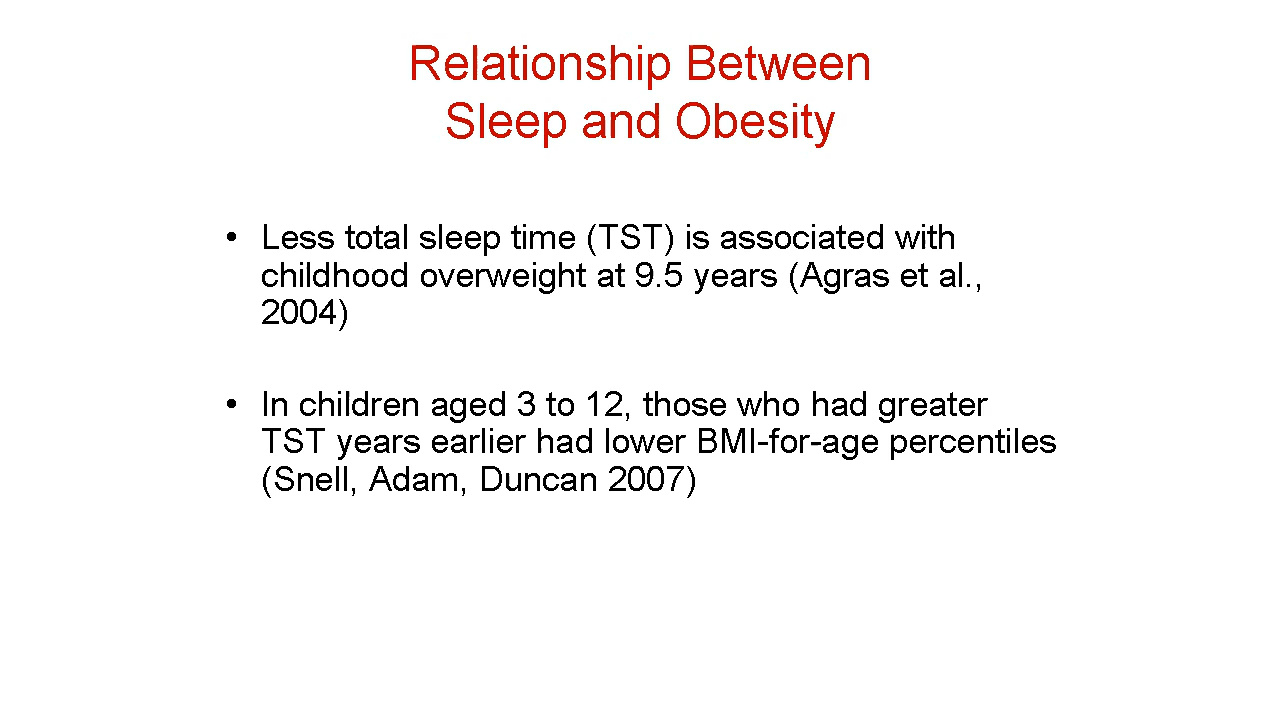 Relationship Between
Sleep and Obesity
• Less total sleep time (TST) is associated with
childhood overweight at 9.5 years (Agras et al.,
2004)
• In children aged 3 to 12, those who had greater
TST years earlier had lower BMI-for-age percentiles
(Snell, Adam, Duncan 2007)